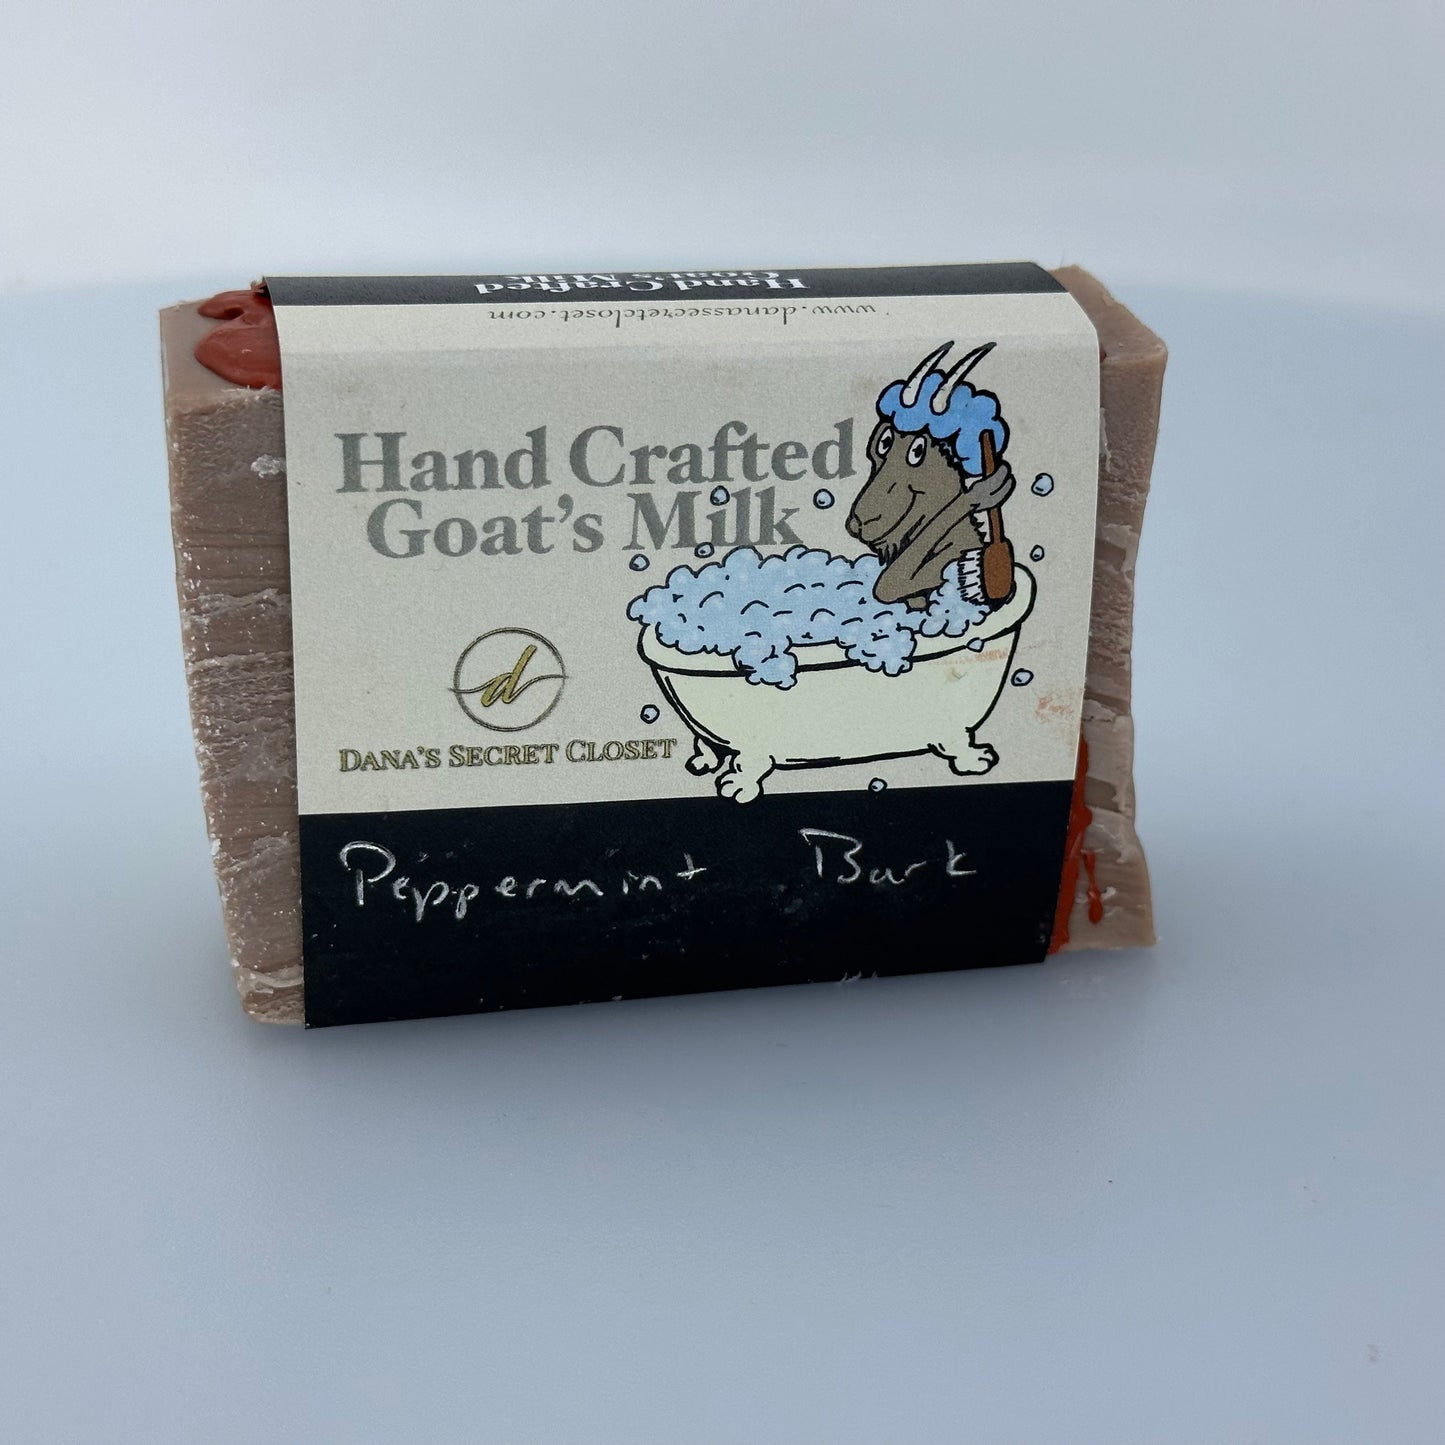 Hand Crafted
Goat's Milk
www.danassecretcloset.com
Hand Crafted
Goat's Milk
d
DANA'S SECRET CLOSET
Peppermint Bark